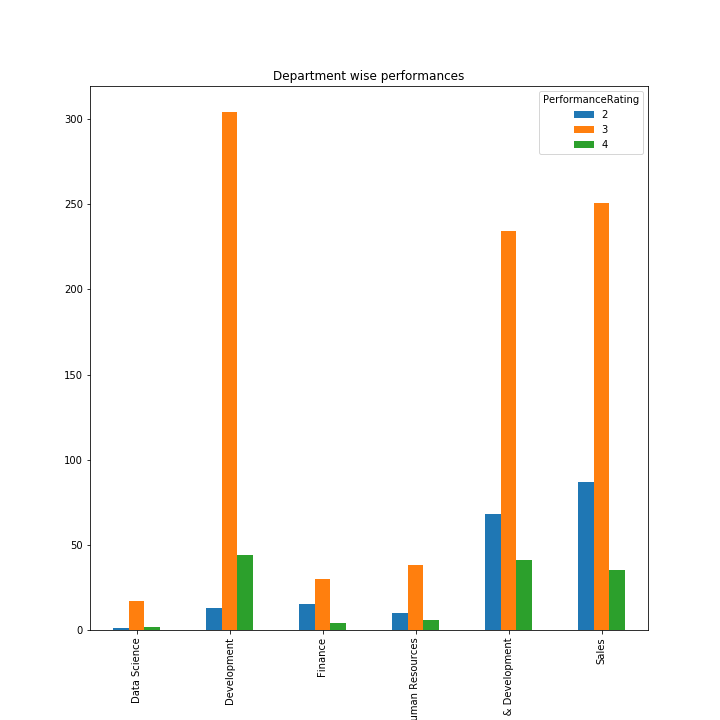 Department wise performances
PerformanceRating
2
3
4
300
250
200
150
100
50
0
Data Science
Development
Finance
uman Resources
& Development
Sales